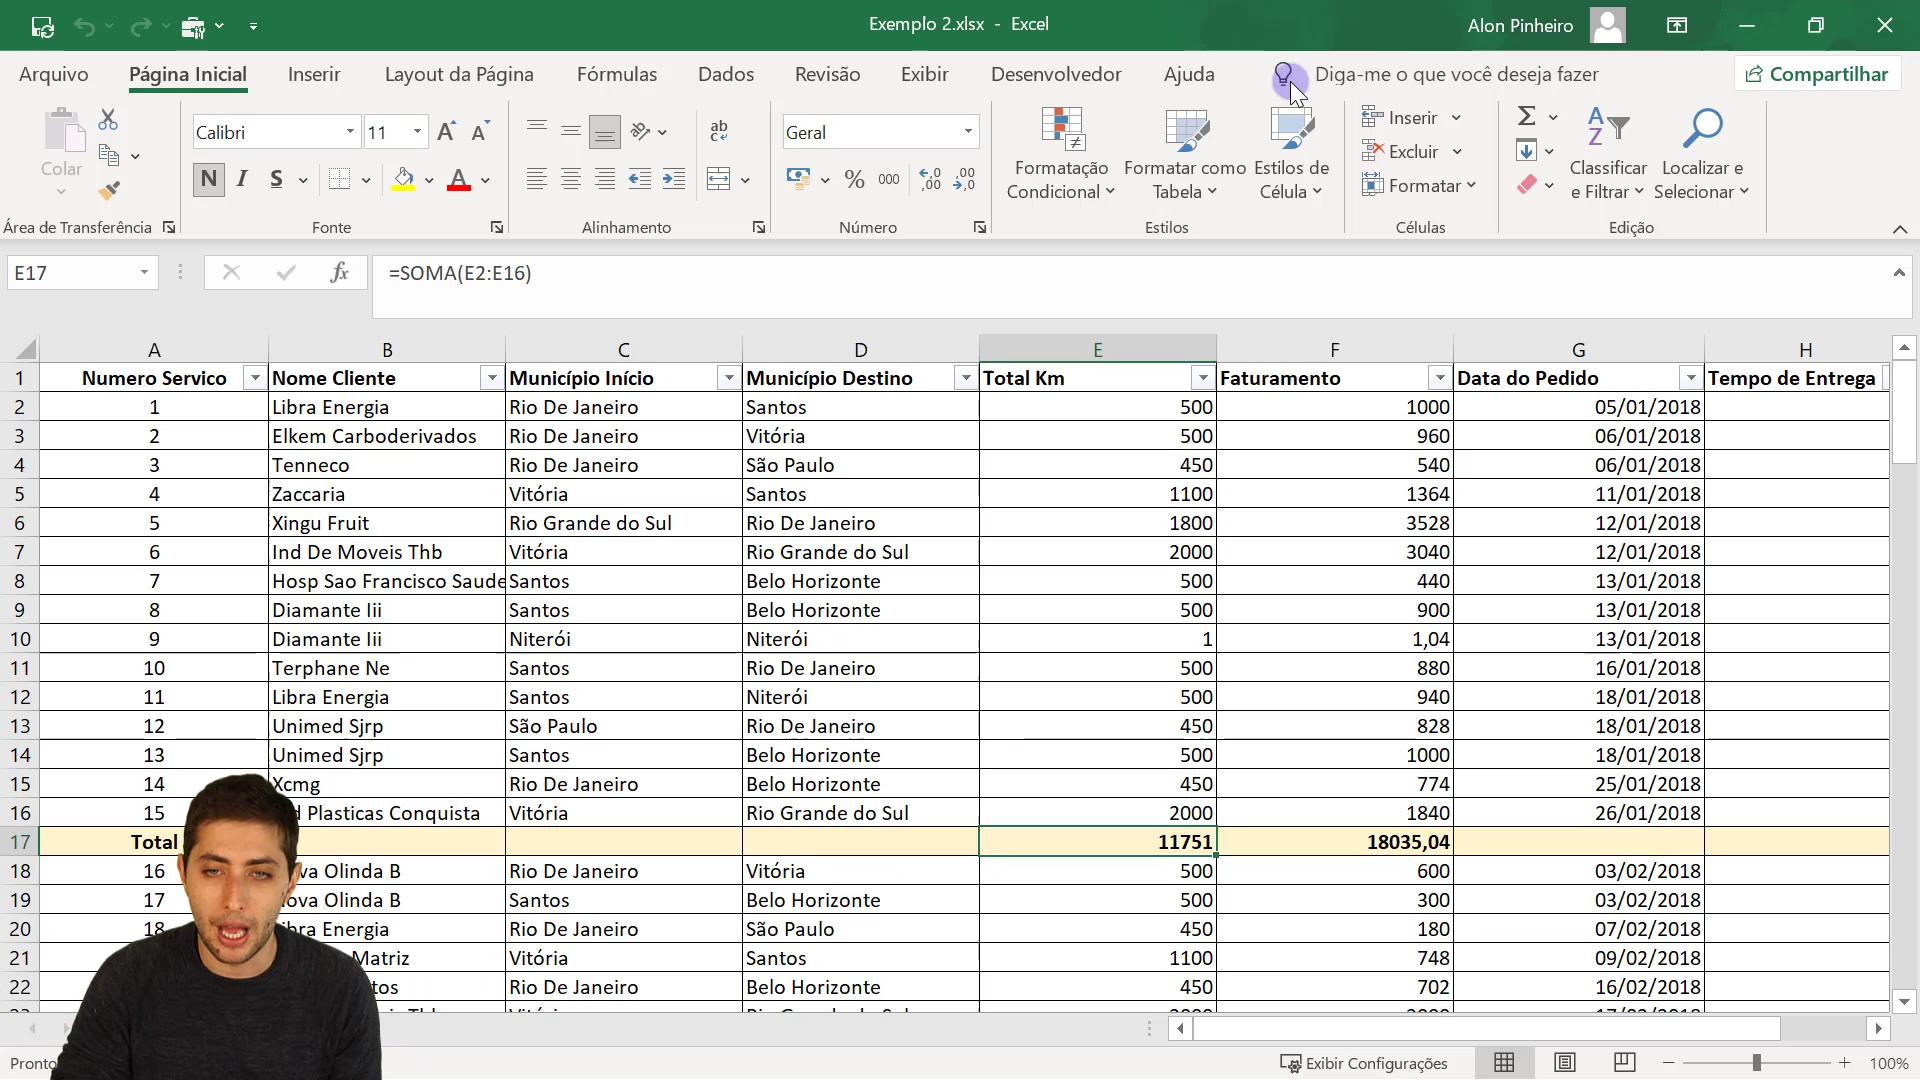 Exemplo 2.xlsx - Excel
Alon Pinheiro
Arquivo Página Inicial Inserir Layout da Página Fórmulas Dados Revisão Exibir Desenvolvedor Ajuda Diga-me o que você deseja fazer Compartilhar
Colar
Calibri 11
N I S
ab
c
Geral
% 000
Formatação Condicional
Formatar como Tabela
Estilos de Célula
Inserir
Excluir
Formatar
Classificar e Filtrar
Localizar e Selecionar
Área de Transferência Fonte Alinhamento Número Estilos Células Edição
E17 fx =SOMA(E2:E16)
A B C D E F G H
1 Numero Servico Nome Cliente Município Início Município Destino Total Km Faturamento Data do Pedido Tempo de Entrega
2 1 Libra Energia Rio De Janeiro Santos 500 1000 05/01/2018
3 2 Elkem Carboderivados Rio De Janeiro Vitória 500 960 06/01/2018
4 3 Tenneco Rio De Janeiro São Paulo 450 540 06/01/2018
5 4 Zaccaria Vitória Santos 1100 1364 11/01/2018
6 5 Xingu Fruit Rio Grande do Sul Rio De Janeiro 1800 3528 12/01/2018
7 6 Ind De Moveis Thb Vitória Rio Grande do Sul 2000 3040 12/01/2018
8 7 Hosp Sao Francisco Saude Santos Belo Horizonte 500 440 13/01/2018
9 8 Diamante Iii Santos Belo Horizonte 500 900 13/01/2018
10 9 Diamante Iii Niterói Niterói 1 1,04 13/01/2018
11 10 Terphane Ne Santos Rio De Janeiro 500 880 16/01/2018
12 11 Libra Energia Santos Niterói 500 940 18/01/2018
13 12 Unimed Sjrp São Paulo Rio De Janeiro 450 828 18/01/2018
14 13 Unimed Sjrp Santos Belo Horizonte 500 1000 18/01/2018
15 14 Xcmg Rio De Janeiro Belo Horizonte 450 774 25/01/2018
16 15 Plasticas Conquista Vitória Rio Grande do Sul 2000 1840 26/01/2018
17 Total 11751 18035,04
18 16 Olinda B Rio De Janeiro Vitória 500 600 03/02/2018
19 17 Olinda B Santos Belo Horizonte 500 300 03/02/2018
20 18 Energia Rio De Janeiro São Paulo 450 180 07/02/2018
21 Matriz Vitória Santos 1100 748 09/02/2018
22 Rio De Janeiro Belo Horizonte 450 702 16/02/2018
Pronto Exibir Configurações 100%